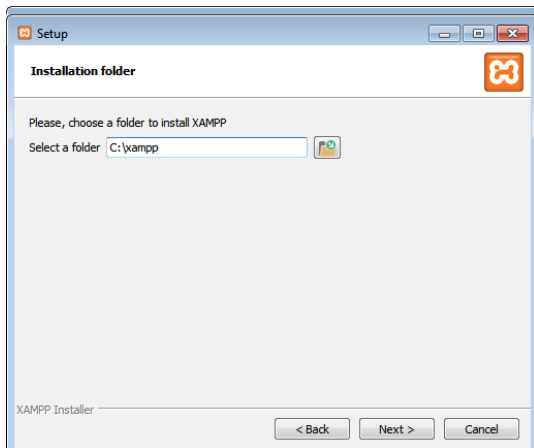 Setup
Installation folder
Please, choose a folder to install XAMPP
Select a folder C:\xampp
XAMPP Installer
< Back Next > Cancel